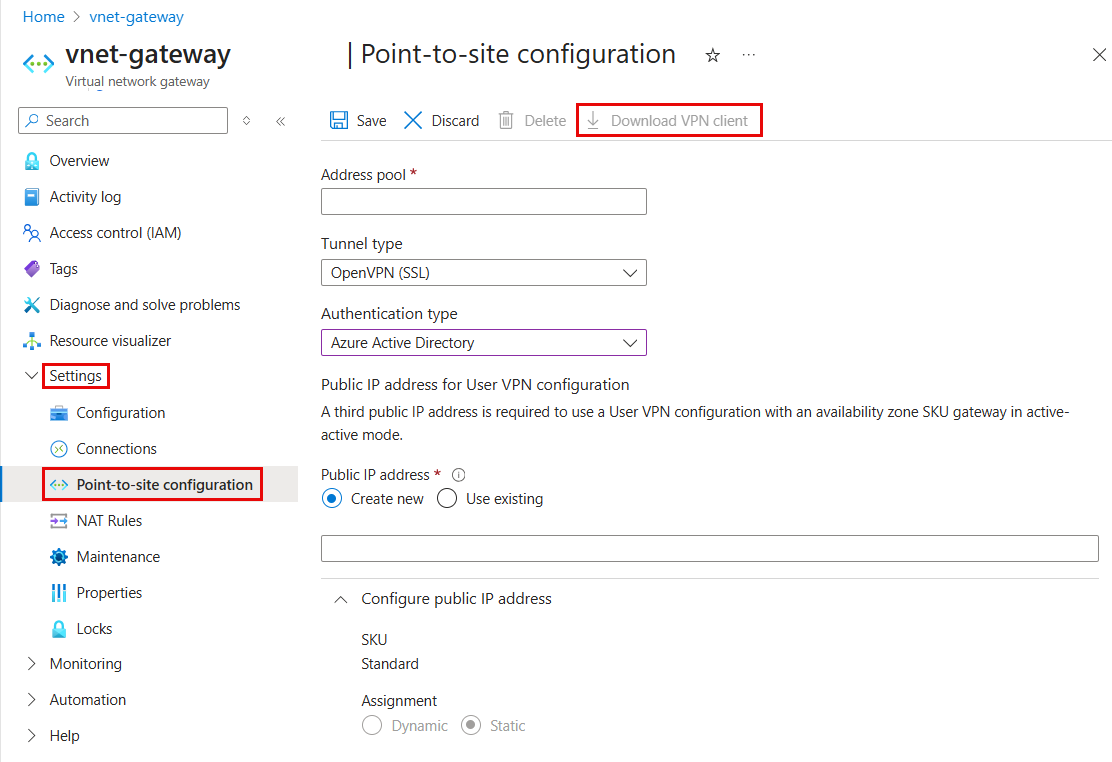 Home > vnet-gateway
vnet-gateway | Point-to-site configuration
Virtual network gateway
Search
Save Discard Delete Download VPN client
Overview
Activity log
Access control (IAM)
Tags
Diagnose and solve problems
Resource visualizer
Settings
Configuration
Connections
Point-to-site configuration
NAT Rules
Maintenance
Properties
Locks
Monitoring
Automation
Help
Address pool *
Tunnel type
OpenVPN (SSL)
Authentication type
Azure Active Directory
Public IP address for User VPN configuration
A third public IP address is required to use a User VPN configuration with an availability zone SKU gateway in active-
active mode.
Public IP address *
Create new Use existing
Configure public IP address
SKU
Standard
Assignment
Dynamic Static